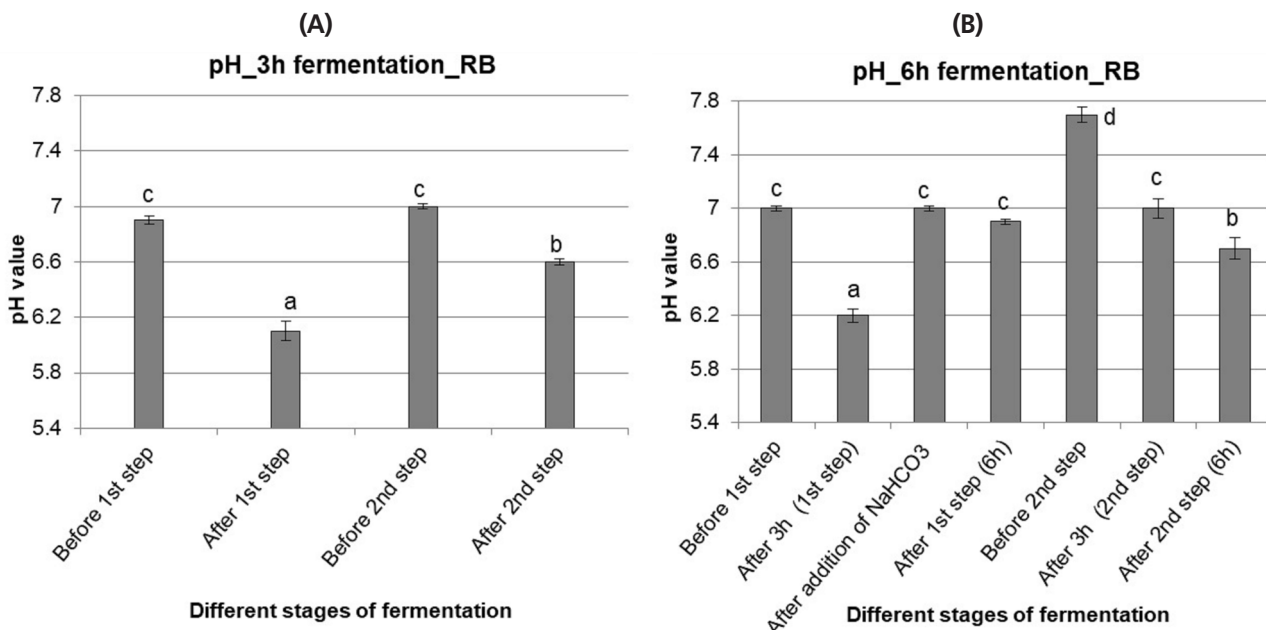 (A)
pH_3h fermentation_RB
7.8
7.4
7
6.6
6.2
5.8
5.4
pH value
c
a
c
b
Before 1st step
After 1st step
Before 2nd step
After 2nd step
Different stages of fermentation
(B)
pH_6h fermentation_RB
7.8
7.4
7
6.6
6.2
5.8
5.4
pH value
c
a
c
c
d
c
b
Before 1st step
After 3h (1st step)
After addition of NaHCO3
After 1st step (6h)
Before 2nd step
After 3h (2nd step)
After 2nd step (6h)
Different stages of fermentation